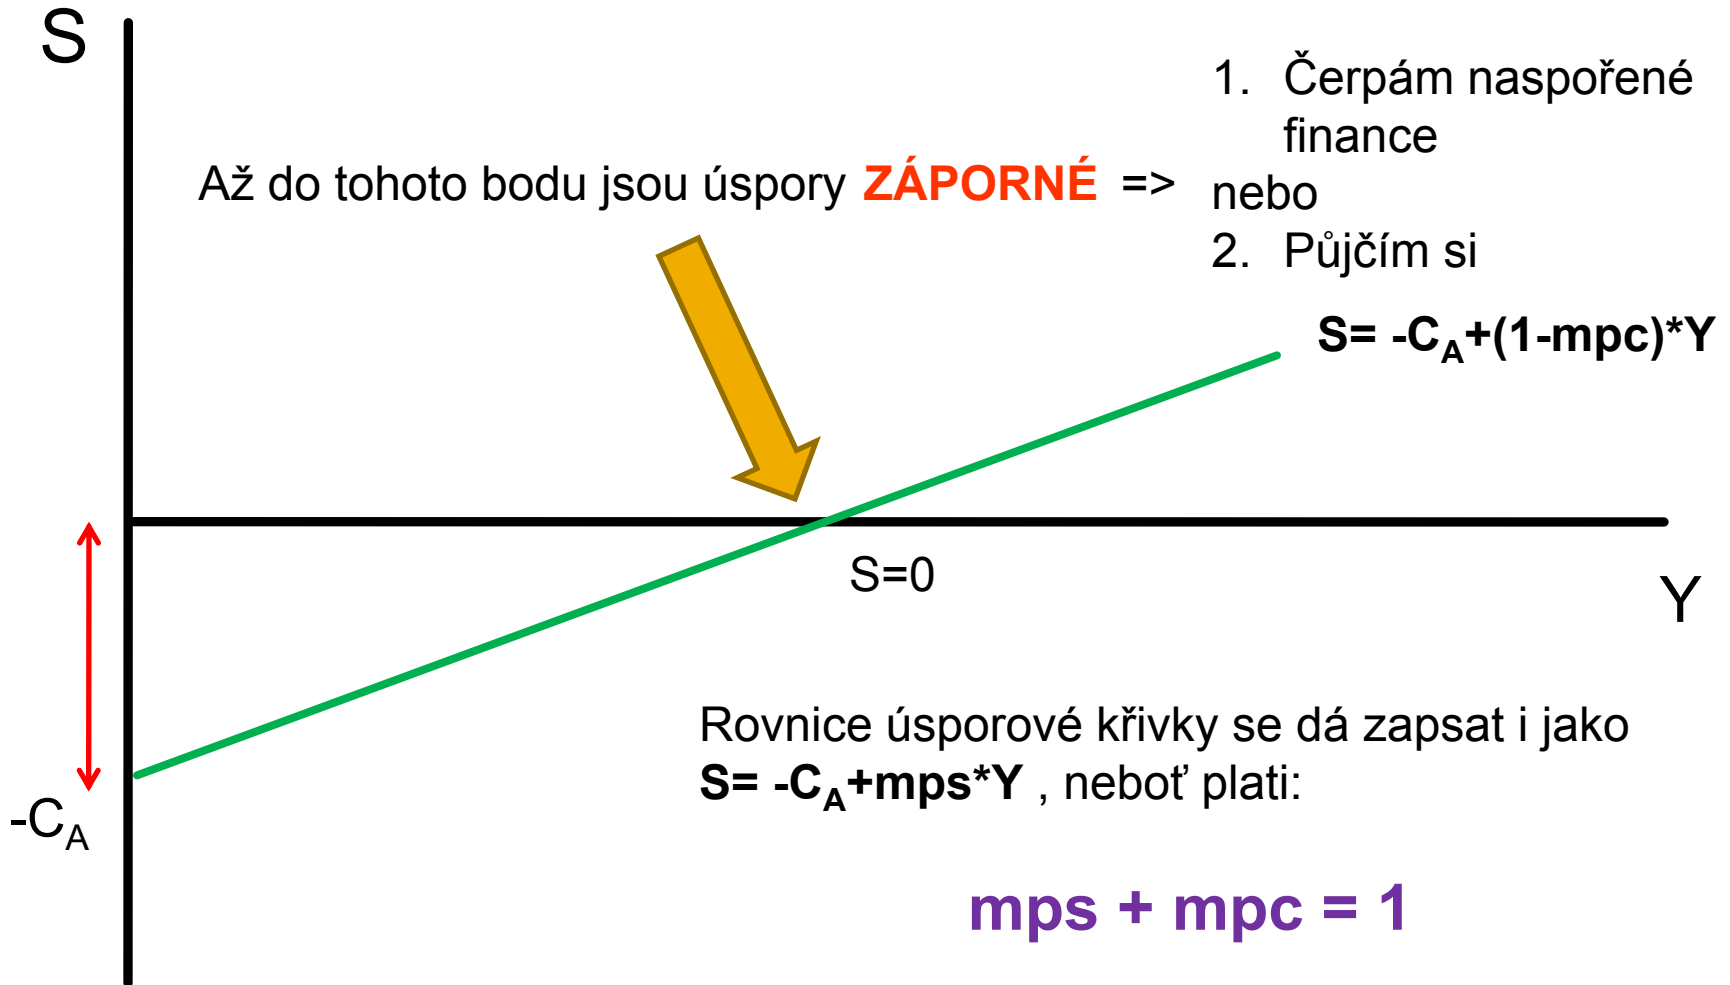 S
1. Čerpám naspořené
finance
Až do tohoto bodu jsou úspory ZÁPORNÉ =>
nebo
2. Půjčím si
S= -CA+(1-mpc)*Y
S=0
Y
Rovnice úsporové křivky se dá zapsat i jako
S= -CA+mps*Y , neboť plati:
-CA
mps + mpc = 1